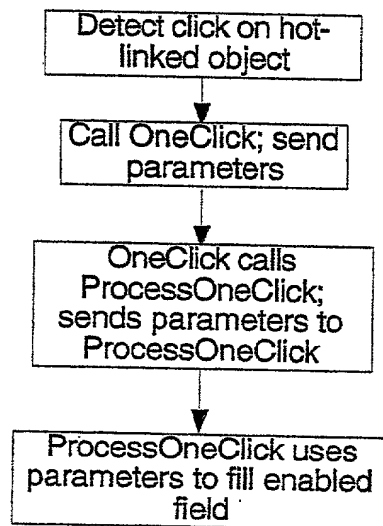 Detect click on hot-
linked object
Call OneClick; send
parameters
OneClick calls
ProcessOneClick;
sends parameters to
ProcessOneClick
ProcessOneClick uses
parameters to fill enabled
field